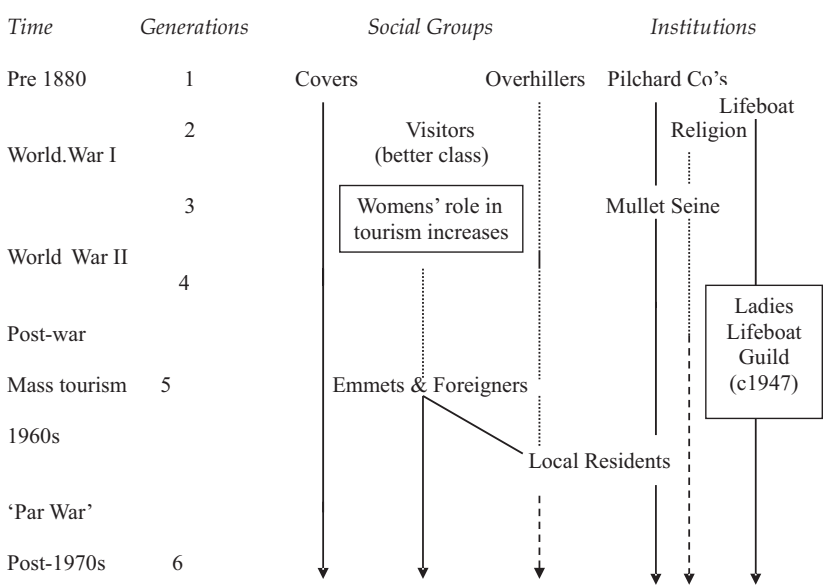 Time Generations Social Groups Institutions
Pre 1880 1 Covers Overhillers Pilchard Co's
Lifeboat
2 Visitors Religion
World.War I (better class)
3 Womens' role in Mullet Seine
tourism increases
World War II
4
Ladies
Post-war Lifeboat
Guild
Mass tourism 5 Emmets & Foreigners (c1947)
1960s
Local Residents
'Par War'
Post-1970s 6